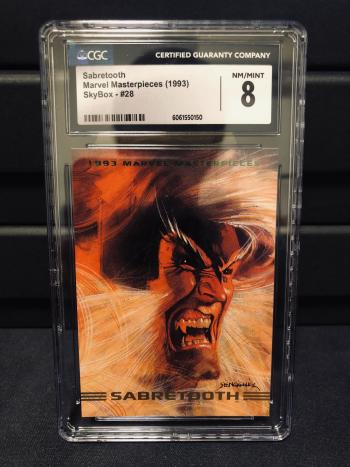 CGC
CERTIFIED GUARANTY COMPANY
Sabretooth
Marvel Masterpieces (1993)
SkyBox - #28
NM/MINT
8
6061550150
1993 MARVEL MASTERPIECES
SABRETOOTH